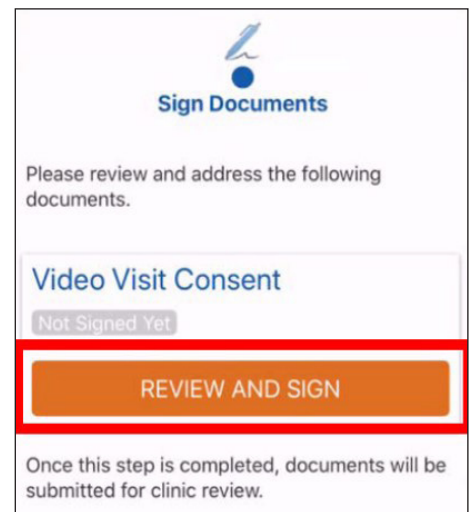 Sign Documents
Please review and address the following
documents.
Video Visit Consent
Not Signed Yet
REVIEW AND SIGN
Once this step is completed, documents will be
submitted for clinic review.